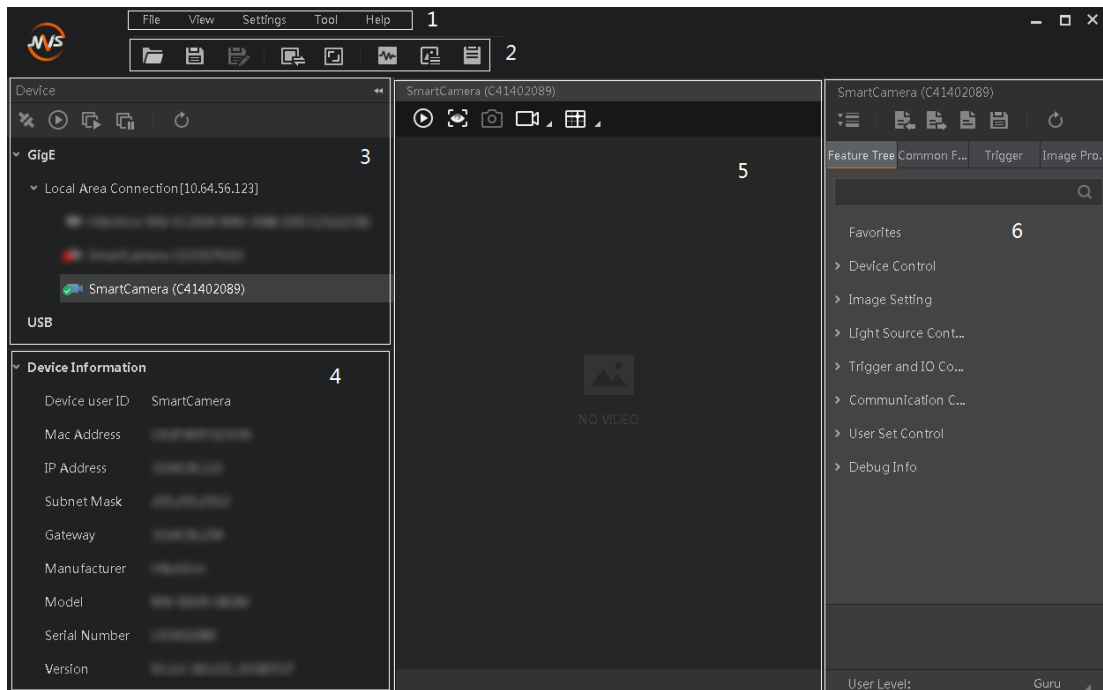 File View Settings Tool Help 1
MVS
2
Device
SmartCamera (C41402089)
SmartCamera (C41402089)
GigE
3
Local Area Connection[10.64.56.123]
SmartCamera (C41402089)
USB
5
Feature Tree Common F... Trigger Image Pro..
Favorites
6
Device Control
Image Setting
Light Source Cont...
Trigger and IO Co...
Communication C...
User Set Control
Debug Info
Device Information
4
Device user ID SmartCamera
Mac Address
IP Address
Subnet Mask
Gateway
Manufacturer
Model
Serial Number
Version
NO VIDEO
User Level: Guru